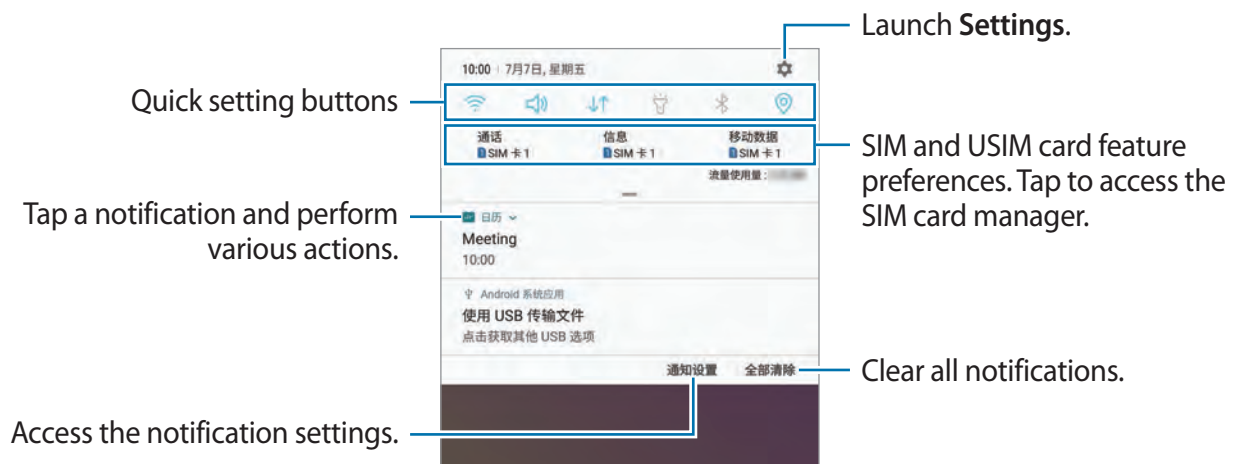 Launch Settings.
10:00 7月7日, 星期五
Quick setting buttons
通话 信息 移动数据
1 SIM 卡 1 1 SIM 卡 1 1 SIM 卡 1
流量使用量 :
SIM and USIM card feature
preferences. Tap to access the
SIM card manager.
Tap a notification and perform
various actions.
日历
Meeting
10:00
Android 系统应用
使用 USB 传输文件
点击获取其他 USB 选项
通知设置 全部清除
Clear all notifications.
Access the notification settings.